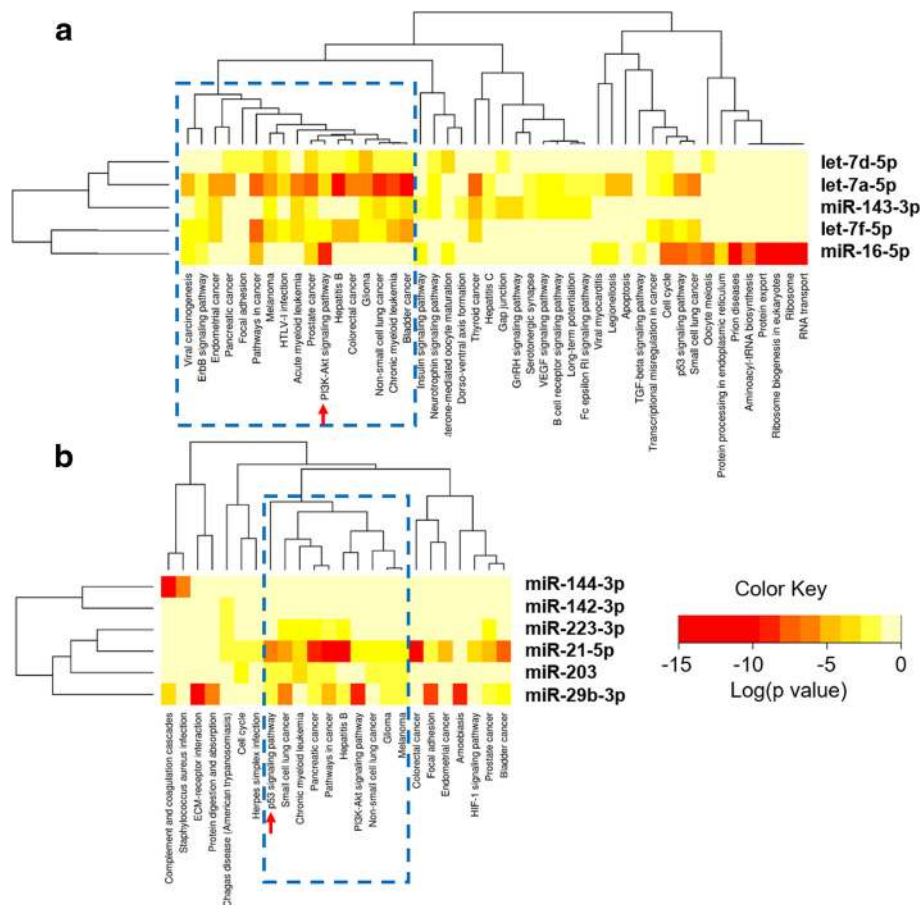 a
let-7d-5p
let-7a-5p
miR-143-3p
let-7f-5p
miR-16-5p
Viral carcinogenesis
ErbB signaling pathway
Endometrial cancer
Pancreatic cancer
Focal adhesion
Pathways in cancer
Melanoma
HTLV-I infection
Acute myeloid leukemia
Prostate cancer
PI3K-Akt signaling pathway
Hepatitis B
Colorectal cancer
Glioma
Non-small cell lung cancer
Chronic myeloid leukemia
Bladder cancer
Insulin signaling pathway
Neurotrophin signaling pathway
sterone-mediated oocyte maturation
Dorso-ventral axis formation
Thyroid cancer
Hepatitis C
Gap junction
GnRH signaling pathway
Serotonergic synapse
VEGF signaling pathway
B cell receptor signaling pathway
Long-term potentiation
Fc epsilon RI signaling pathway
Viral myocarditis
Legionellosis
Apoptosis
TGF-beta signaling pathway
Transcriptional misregulation in cancer
Cell cycle
p53 signaling pathway
Small cell lung cancer
Oocyte meiosis
Protein processing in endoplasmic reticulum
Prion diseases
Aminoacyl-tRNA biosynthesis
Protein export
Ribosome biogenesis in eukaryotes
Ribosome
RNA transport
b
miR-144-3p
miR-142-3p
miR-223-3p
miR-21-5p
miR-203
miR-29b-3p
Complement and coagulation cascades
Staphylococcus aureus infection
ECM-receptor interaction
Protein digestion and absorption
Chagas disease (American trypanosomiasis)
Cell cycle
Herpes simplex infection
p53 signaling pathway
Small cell lung cancer
Chronic myeloid leukemia
Pancreatic cancer
Pathways in cancer
Hepatitis B
PI3K-Akt signaling pathway
Non-small cell lung cancer
Glioma
Melanoma
Colorectal cancer
Focal adhesion
Endometrial cancer
Amoebiasis
HIF-1 signaling pathway
Prostate cancer
Bladder cancer
Color Key
-15 -10 -5 0
Log(p value)